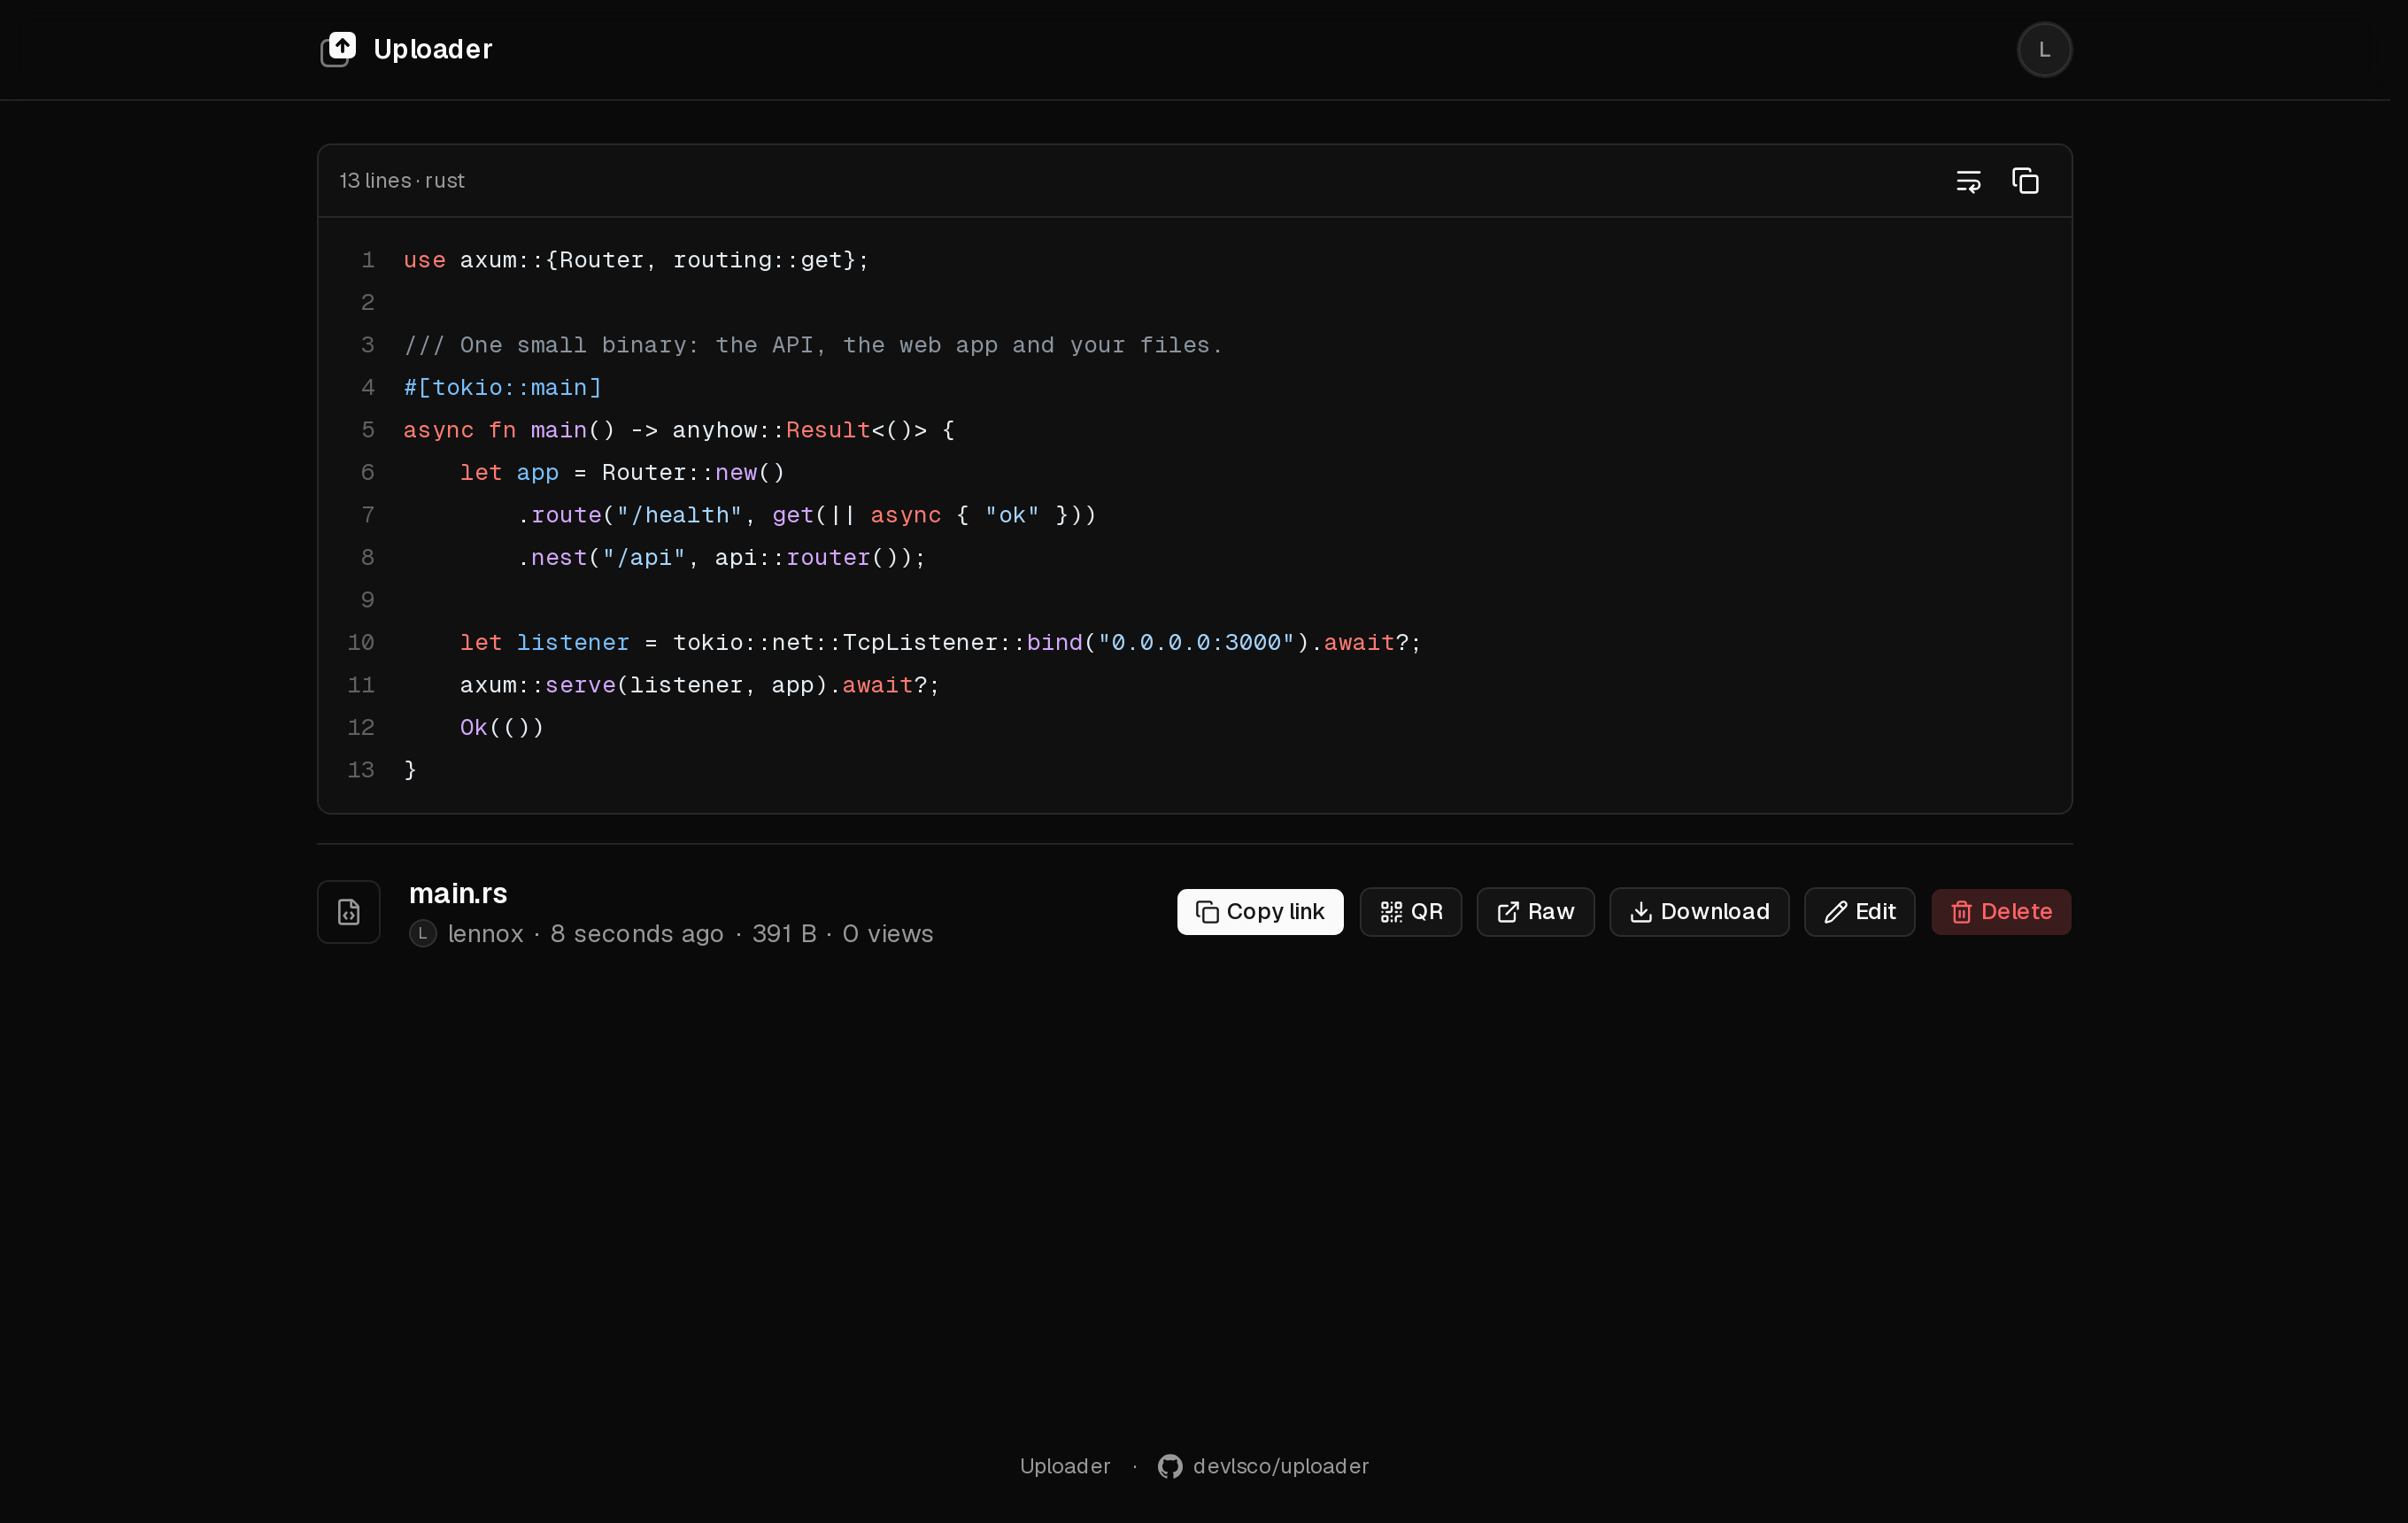 Uploader
L
13 lines · rust
1 use axum::{Router, routing::get};
2
3 /// One small binary: the API, the web app and your files.
4 #[tokio::main]
5 async fn main() -> anyhow::Result<()> {
6     let app = Router::new()
7         .route("/health", get(|| async { "ok" }))
8         .nest("/api", api::router());
9
10     let listener = tokio::net::TcpListener::bind("0.0.0.0:3000").await?;
11     axum::serve(listener, app).await?;
12     Ok(())
13 }
main.rs
L lennox · 8 seconds ago · 391 B · 0 views
Copy link QR Raw Download Edit Delete
Uploader · devlsco/uploader